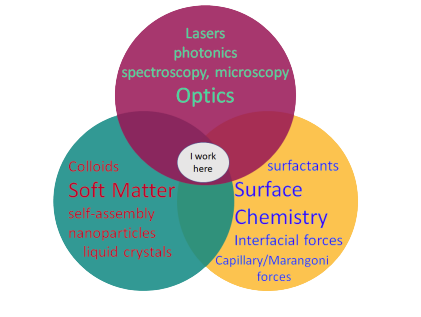 Lasers
photonics
spectroscopy, microscopy
Optics
I work
here
Colloids
Soft Matter
self-assembly
nanoparticles
liquid crystals
surfactants
Surface
Chemistry
Interfacial forces
Capillary/Marangoni
forces